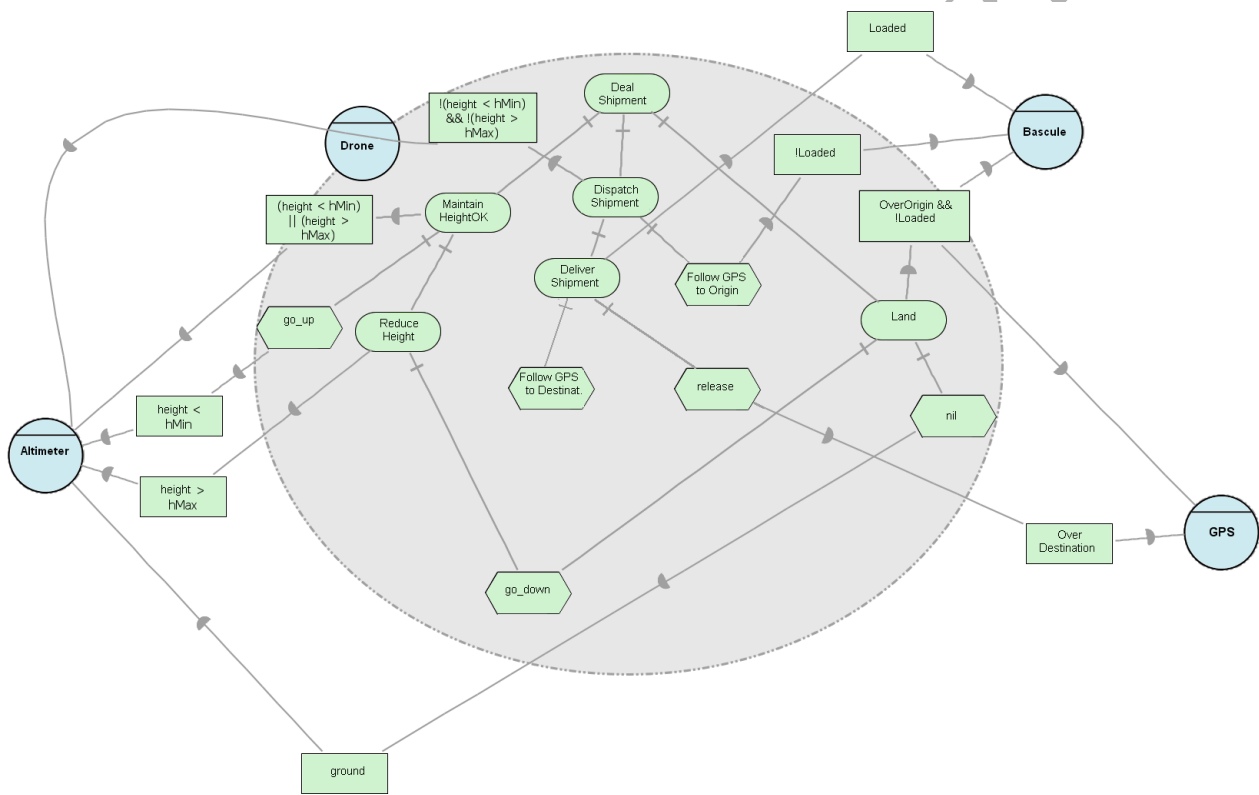 Loaded
Deal
Shipment
!(height < hMin)
&& !(height >
hMax)
Drone
Bascule
!Loaded
Dispatch
Shipment
Maintain
HeightOK
(height < hMin)
|| (height >
hMax)
OverOrigin &&
!Loaded
Deliver
Shipment
Follow GPS
to Origin
go_up
Reduce
Height
Land
Follow GPS
to Destinat.
release
height <
hMin
nil
Altimeter
height >
hMax
GPS
Over
Destination
go_down
ground